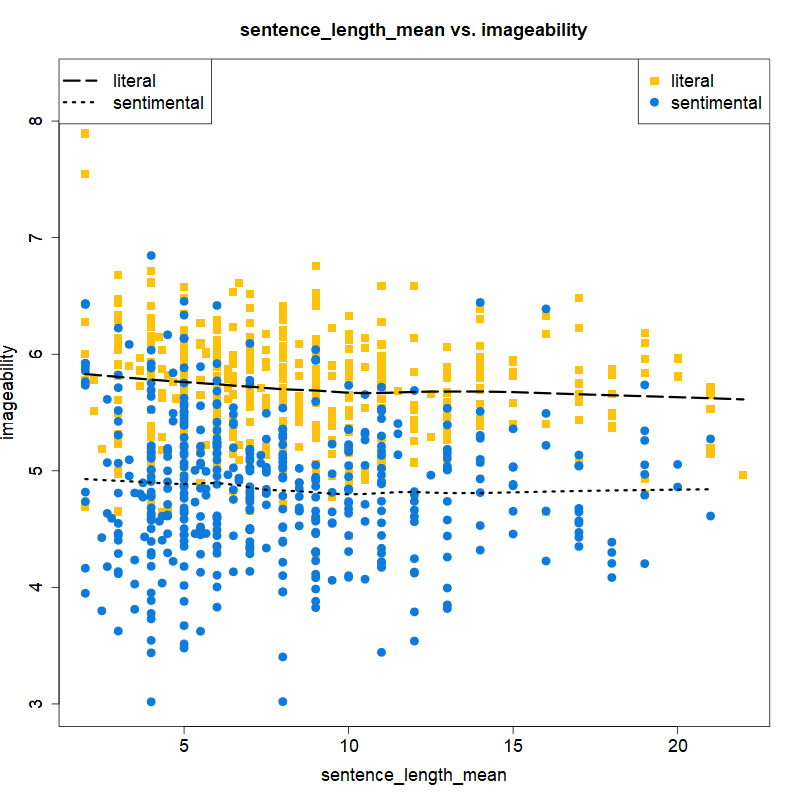 sentence_length_mean vs. imageability
literal
sentimental
literal
sentimental
8
7
6
5
4
3
imageability
5 10 15 20
sentence_length_mean